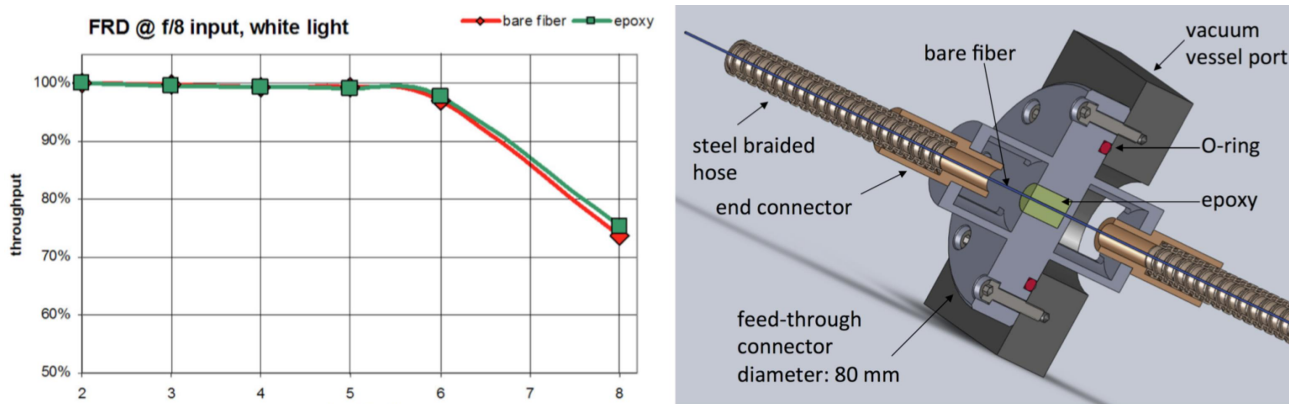 FRD @ f/8 input, white light
bare fiber
epoxy
throughput
100%
90%
80%
70%
60%
50%
2
3
4
5
6
7
8
bare fiber
vacuum
vessel port
steel braided
hose
O-ring
end connector
epoxy
feed-through
connector
diameter: 80 mm